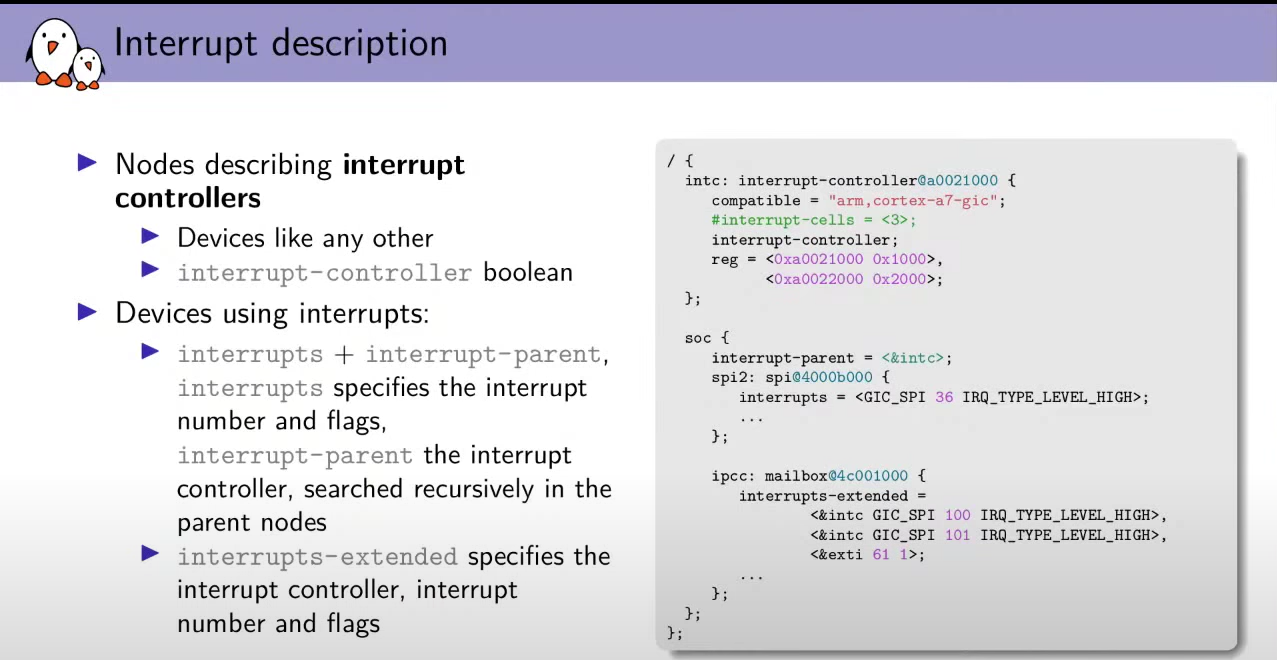 Interrupt description
Nodes describing interrupt
controllers
Devices like any other
interrupt-controller boolean
Devices using interrupts:
interrupts + interrupt-parent,
interrupts specifies the interrupt
number and flags,
interrupt-parent the interrupt
controller, searched recursively in the
parent nodes
interrupts-extended specifies the
interrupt controller, interrupt
number and flags
/ {
intc: interrupt-controller@a0021000 {
compatible = "arm,cortex-a7-gic";
#interrupt-cells = <3>;
interrupt-controller;
reg = <0xa0021000 0x1000>,
<0xa0022000 0x2000>;
};
soc {
interrupt-parent = <&intc>;
spi2: spi@4000b000 {
interrupts = <GIC_SPI 36 IRQ_TYPE_LEVEL_HIGH>;
...
};
ipcc: mailbox@4c001000 {
interrupts-extended =
<&intc GIC_SPI 100 IRQ_TYPE_LEVEL_HIGH>,
<&intc GIC_SPI 101 IRQ_TYPE_LEVEL_HIGH>,
<&exti 61 1>;
...
};
};
};